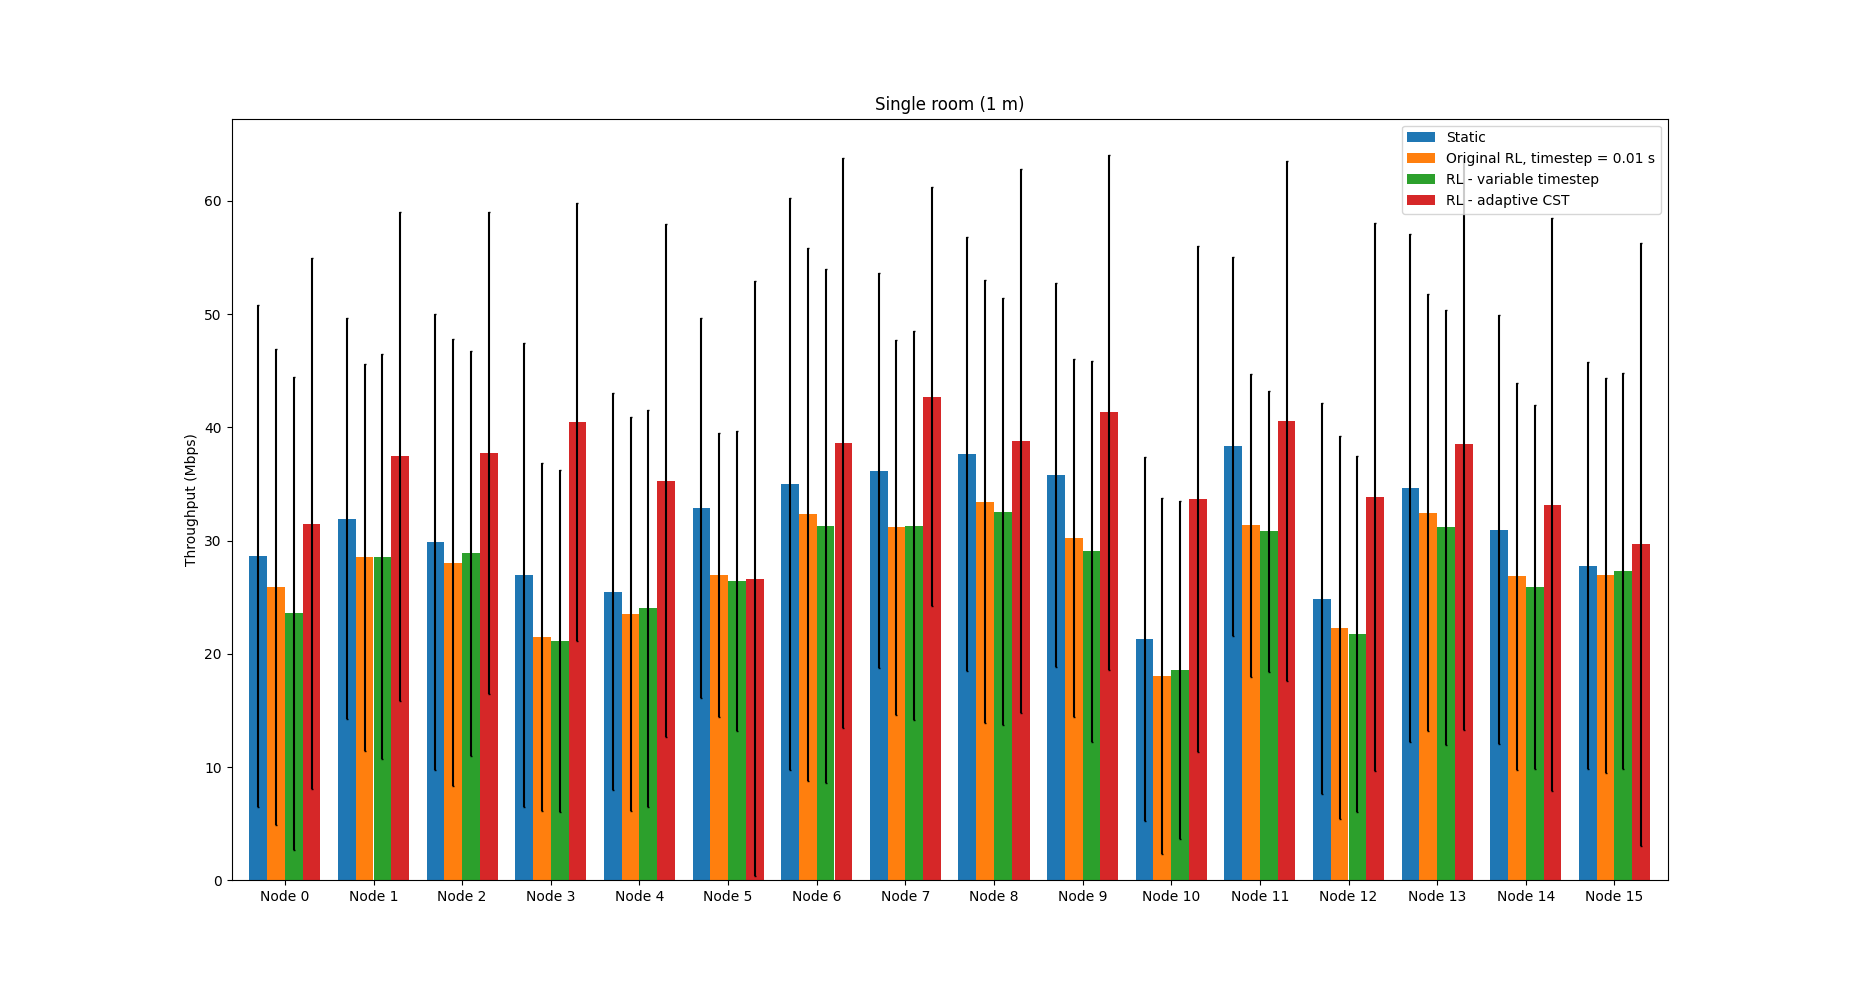 Single room (1 m)
Static
Original RL, timestep = 0.01 s
RL - variable timestep
RL - adaptive CST
Throughput (Mbps)
60
50
40
30
20
10
0
Node 0 Node 1 Node 2 Node 3 Node 4 Node 5 Node 6 Node 7 Node 8 Node 9 Node 10 Node 11 Node 12 Node 13 Node 14 Node 15